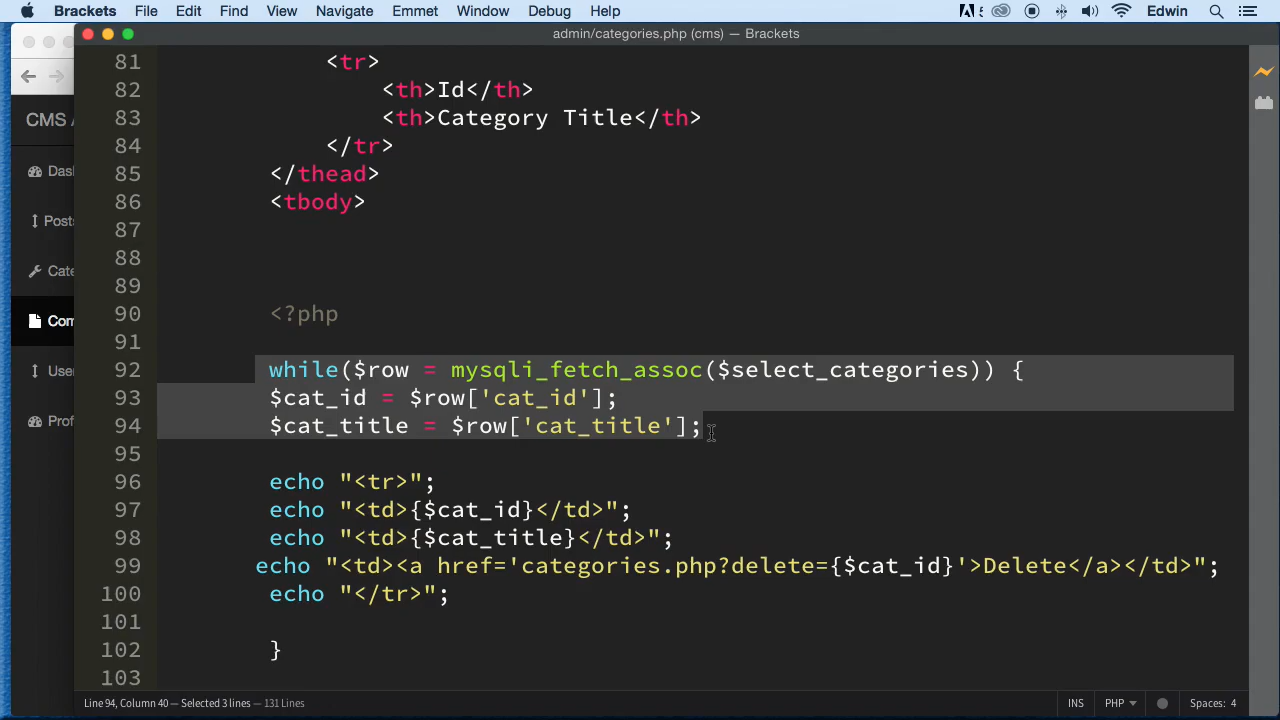 Brackets File Edit Find View Navigate Emmet Window Debug Help Edwin
admin/categories.php (cms) — Brackets
CMS
Dash
Posts
Cate
Com
User
Prof
81 <tr>
82 <th>Id</th>
83 <th>Category Title</th>
84 </tr>
85 </thead>
86 <tbody>
87
88
89
90 <?php
91
92 while($row = mysqli_fetch_assoc($select_categories)) {
93 $cat_id = $row['cat_id'];
94 $cat_title = $row['cat_title'];
95
96 echo "<tr>";
97 echo "<td>{$cat_id}</td>";
98 echo "<td>{$cat_title}</td>";
99 echo "<td><a href='categories.php?delete={$cat_id}'>Delete</a></td>";
100 echo "</tr>";
101
102 }
103
Line 94, Column 40 — Selected 3 lines — 131 Lines INS PHP Spaces: 4